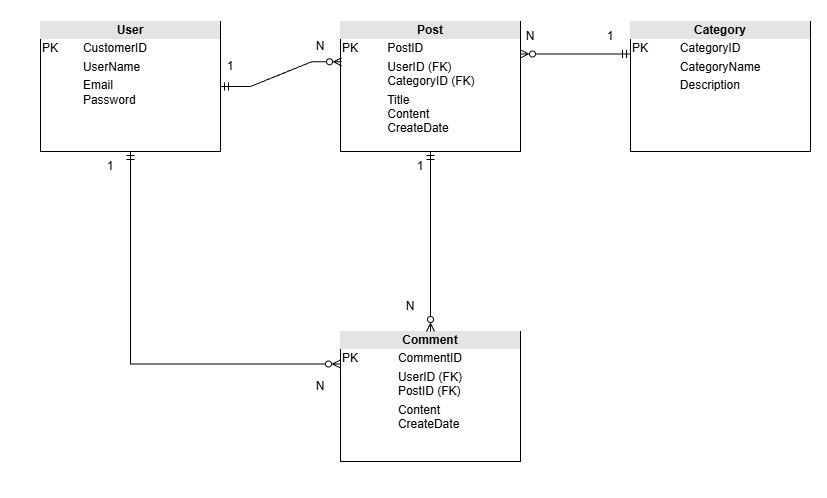 User
PK CustomerID
UserName
Email
Password
1
N
Post
PK PostID
UserID (FK)
CategoryID (FK)
Title
Content
CreateDate
N
1
Category
PK CategoryID
CategoryName
Description
1
1
N
N
Comment
PK CommentID
UserID (FK)
PostID (FK)
Content
CreateDate